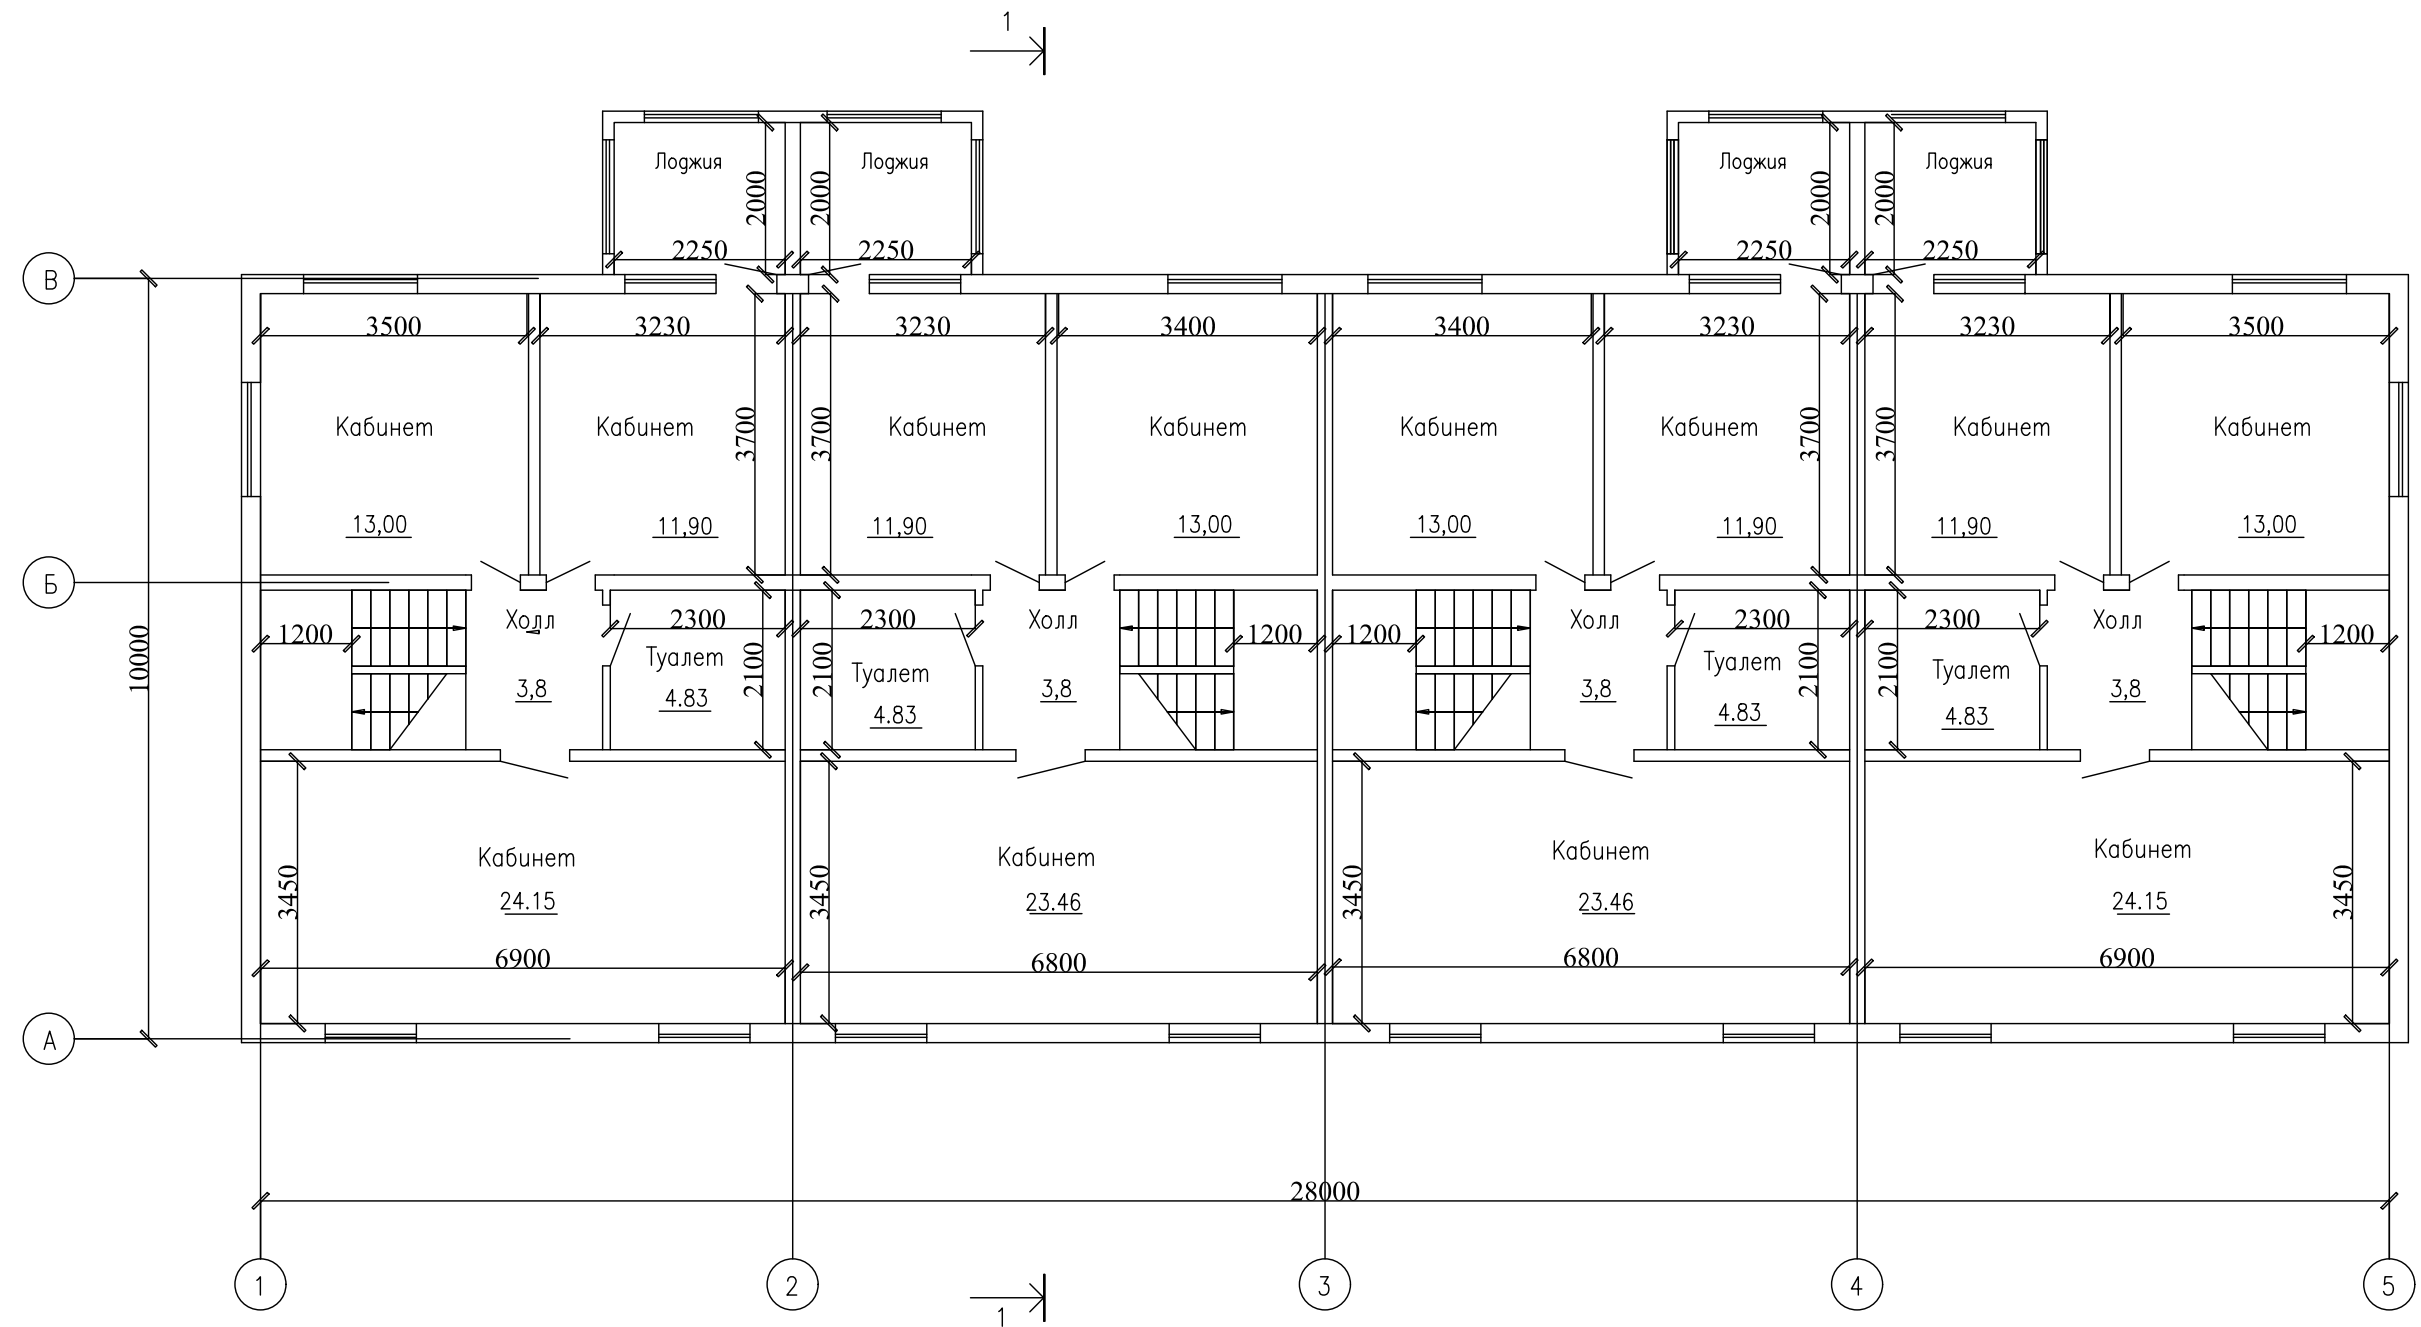 1
Лоджия
Лоджия
Лоджия
Лоджия
2000
2000
2000
2000
2250
2250
2250
2250
В
3500
3230
3230
3400
3400
3230
3230
3500
Кабинет
Кабинет
Кабинет
Кабинет
Кабинет
Кабинет
Кабинет
Кабинет
3700
3700
3700
3700
13,00
11,90
11,90
13,00
13,00
11,90
11,90
13,00
Б
Холл
Холл
Холл
Холл
2300
2300
2300
2300
1200
1200
1200
1200
10000
Туалет
Туалет
Туалет
Туалет
2100
2100
2100
2100
3,8
4.83
4.83
3,8
3,8
4.83
4.83
3,8
Кабинет
Кабинет
Кабинет
Кабинет
3450
3450
3450
3450
24.15
23.46
23.46
24.15
6900
6800
6800
6900
А
28000
1
2
3
4
5
1